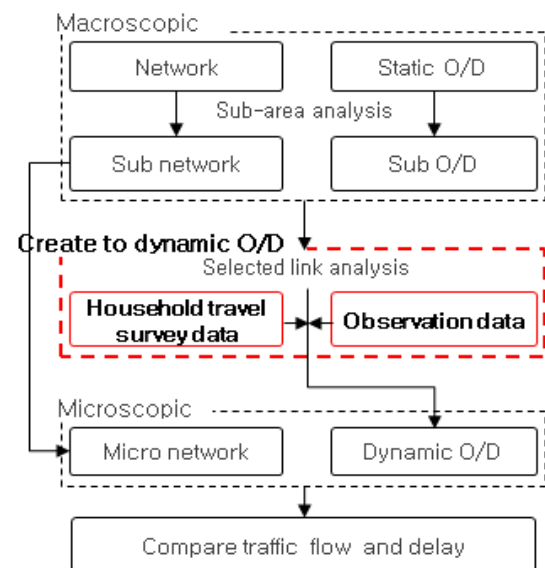 Macroscopic
Network
Static O/D
Sub-area analysis
Sub network
Sub O/D
Create to dynamic O/D
Selected link analysis
Household travel
survey data
Observation data
Microscopic
Micro network
Dynamic O/D
Compare traffic flow and delay